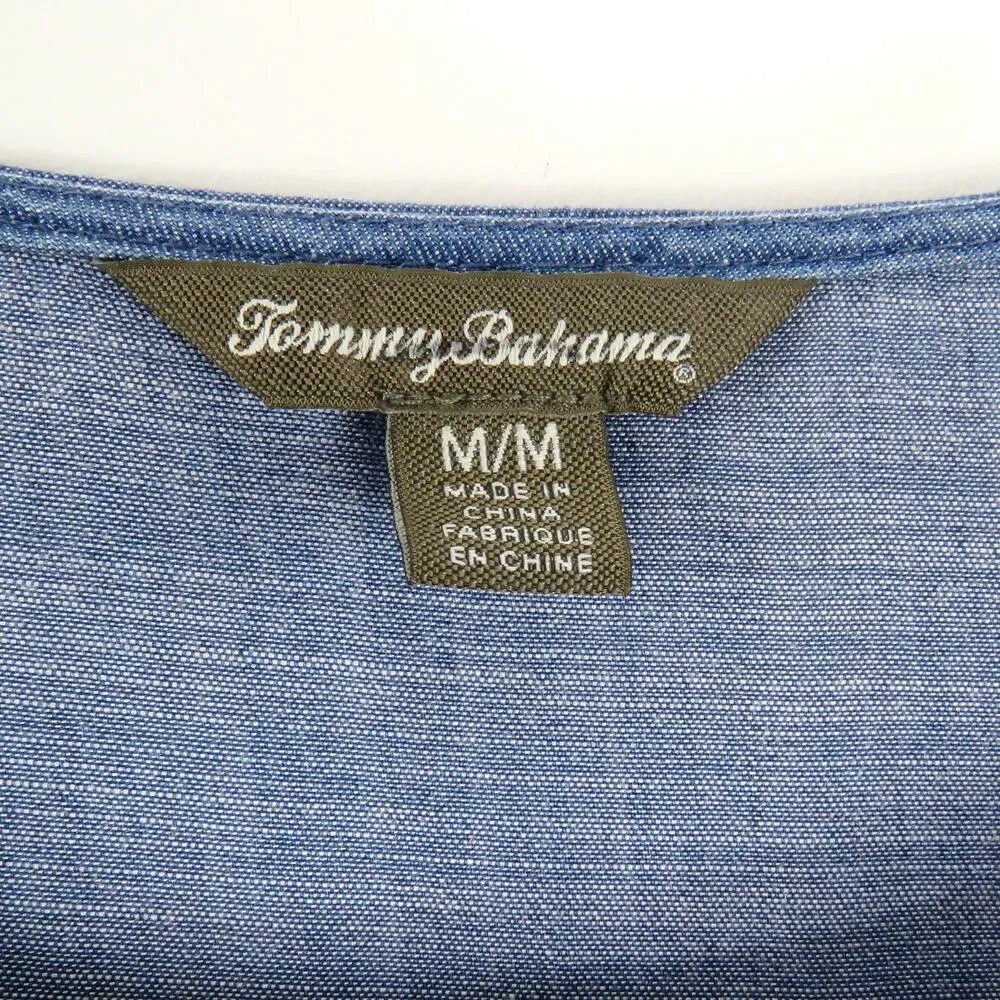 Tommy Bahama®
M/M
MADE IN
CHINA
FABRIQUE
EN CHINE